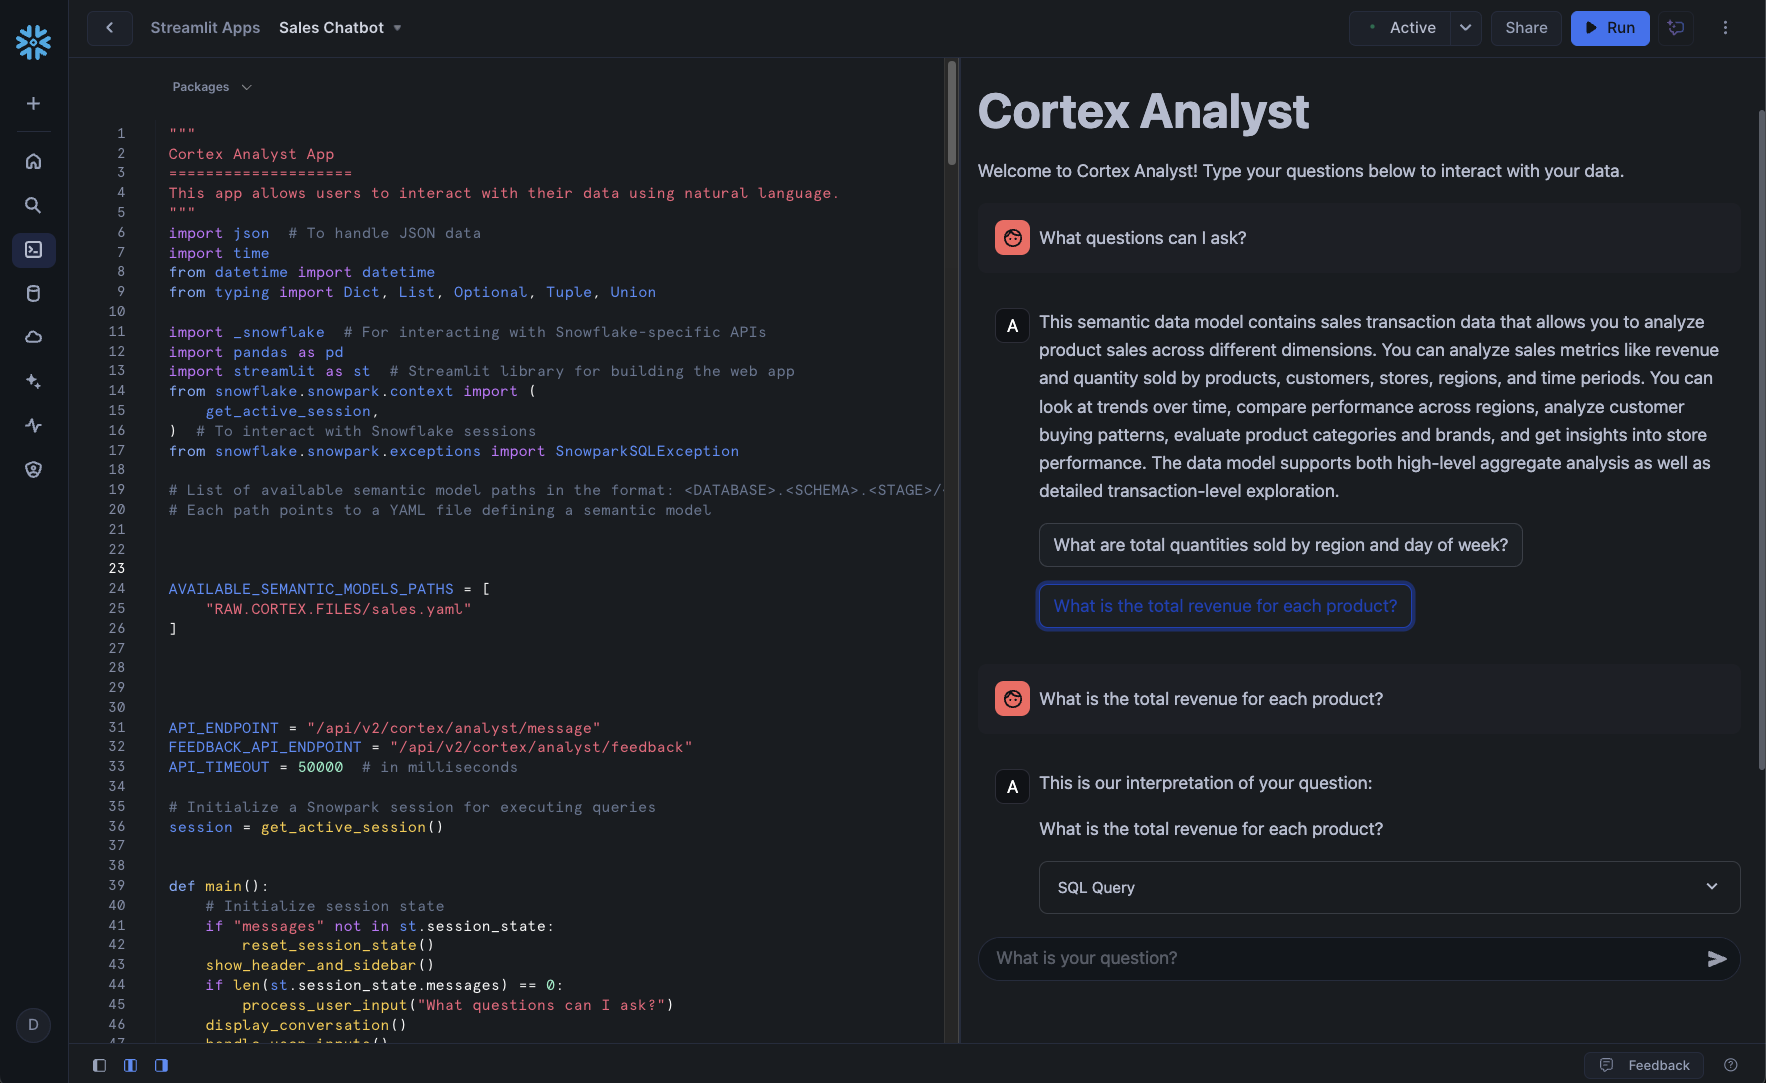 Streamlit Apps Sales Chatbot
Active Share Run
Packages
1 """
2 Cortex Analyst App
3 ====================
4 This app allows users to interact with their data using natural language.
5 """
6 import json  # To handle JSON data
7 import time
8 from datetime import datetime
9 from typing import Dict, List, Optional, Tuple, Union
10
11 import _snowflake  # For interacting with Snowflake-specific APIs
12 import pandas as pd
13 import streamlit as st  # Streamlit library for building the web app
14 from snowflake.snowpark.context import (
15     get_active_session,
16 )  # To interact with Snowflake sessions
17 from snowflake.snowpark.exceptions import SnowparkSQLException
18
19 # List of available semantic model paths in the format: <DATABASE>.<SCHEMA>.<STAGE>/<
20 # Each path points to a YAML file defining a semantic model
21
22
23
24 AVAILABLE_SEMANTIC_MODELS_PATHS = [
25     "RAW.CORTEX.FILES/sales.yaml"
26 ]
27
28
29
30
31 API_ENDPOINT = "/api/v2/cortex/analyst/message"
32 FEEDBACK_API_ENDPOINT = "/api/v2/cortex/analyst/feedback"
33 API_TIMEOUT = 50000  # in milliseconds
34
35 # Initialize a Snowpark session for executing queries
36 session = get_active_session()
37
38
39 def main():
40     # Initialize session state
41     if "messages" not in st.session_state:
42         reset_session_state()
43     show_header_and_sidebar()
44     if len(st.session_state.messages) == 0:
45         process_user_input("What questions can I ask?")
46     display_conversation()
47     handle_user_inputs()
Cortex Analyst
Welcome to Cortex Analyst! Type your questions below to interact with your data.
What questions can I ask?
A
This semantic data model contains sales transaction data that allows you to analyze
product sales across different dimensions. You can analyze sales metrics like revenue
and quantity sold by products, customers, stores, regions, and time periods. You can
look at trends over time, compare performance across regions, analyze customer
buying patterns, evaluate product categories and brands, and get insights into store
performance. The data model supports both high-level aggregate analysis as well as
detailed transaction-level exploration.
What are total quantities sold by region and day of week?
What is the total revenue for each product?
What is the total revenue for each product?
A
This is our interpretation of your question:
What is the total revenue for each product?
SQL Query
What is your question?
D
Feedback